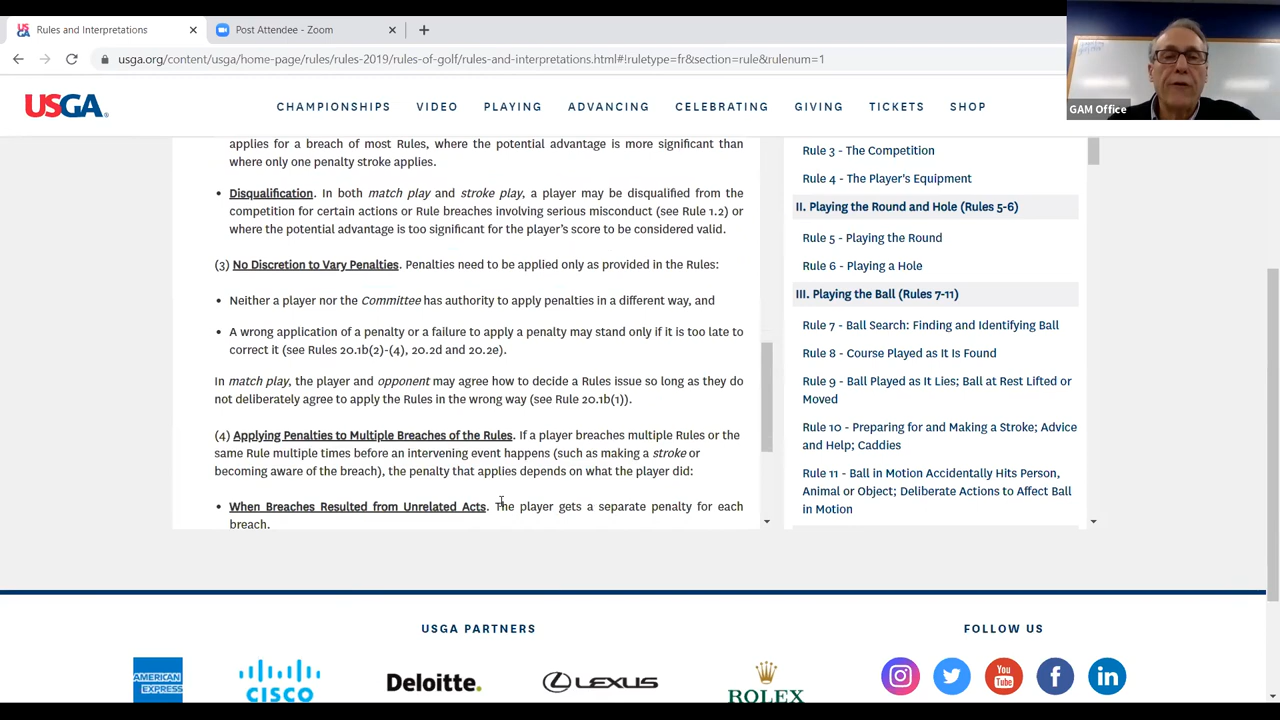 Rules and Interpretations
Post Attendee - Zoom
usga.org/content/usga/home-page/rules/rules-2019/rules-of-golf/rules-and-interpretations.html#!ruletype=fr&section=rule&rulenum=1
GAM Office
USGA
CHAMPIONSHIPS VIDEO PLAYING ADVANCING CELEBRATING GIVING TICKETS SHOP
applies for a breach of most Rules, where the potential advantage is more significant than
where only one penalty stroke applies.
• Disqualification. In both match play and stroke play, a player may be disqualified from the
competition for certain actions or Rule breaches involving serious misconduct (see Rule 1.2) or
where the potential advantage is too significant for the player's score to be considered valid.
(3) No Discretion to Vary Penalties. Penalties need to be applied only as provided in the Rules:
• Neither a player nor the Committee has authority to apply penalties in a different way, and
• A wrong application of a penalty or a failure to apply a penalty may stand only if it is too late to
correct it (see Rules 20.1b(2)-(4), 20.2d and 20.2e).
In match play, the player and opponent may agree how to decide a Rules issue so long as they do
not deliberately agree to apply the Rules in the wrong way (see Rule 20.1b(1)).
(4) Applying Penalties to Multiple Breaches of the Rules. If a player breaches multiple Rules or the
same Rule multiple times before an intervening event happens (such as making a stroke or
becoming aware of the breach), the penalty that applies depends on what the player did:
• When Breaches Resulted from Unrelated Acts. The player gets a separate penalty for each
breach.
Rule 3 - The Competition
Rule 4 - The Player's Equipment
II. Playing the Round and Hole (Rules 5-6)
Rule 5 - Playing the Round
Rule 6 - Playing a Hole
III. Playing the Ball (Rules 7-11)
Rule 7 - Ball Search: Finding and Identifying Ball
Rule 8 - Course Played as It Is Found
Rule 9 - Ball Played as It Lies; Ball at Rest Lifted or
Moved
Rule 10 - Preparing for and Making a Stroke; Advice
and Help; Caddies
Rule 11 - Ball in Motion Accidentally Hits Person,
Animal or Object; Deliberate Actions to Affect Ball
in Motion
USGA PARTNERS
FOLLOW US
AMERICAN
EXPRESS
CISCO
Deloitte.
LEXUS
ROLEX
You
Tube
in